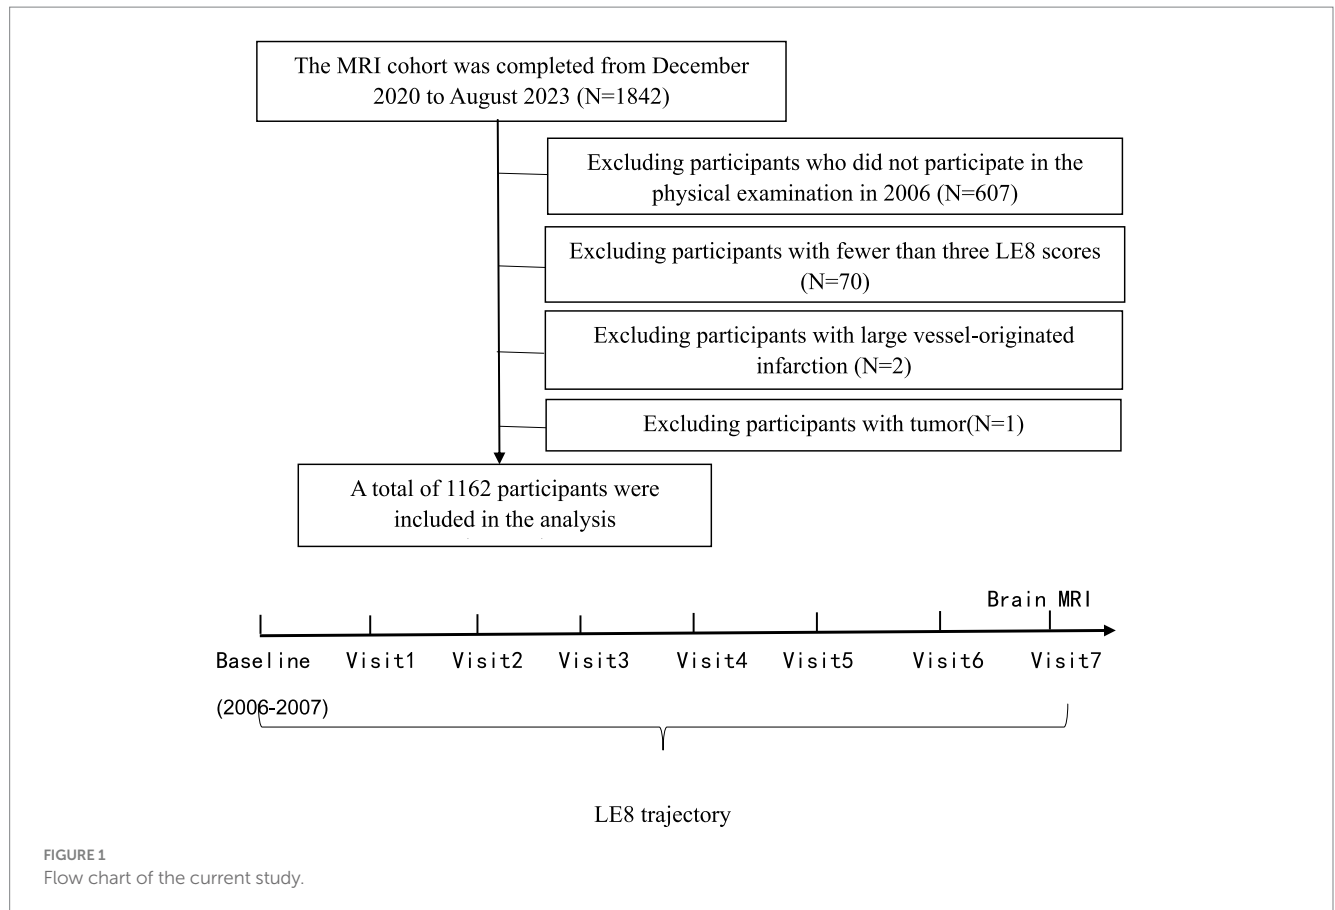 The MRI cohort was completed from December
2020 to August 2023 (N=1842)
Excluding participants who did not participate in the
physical examination in 2006 (N=607)
Excluding participants with fewer than three LE8 scores
(N=70)
Excluding participants with large vessel-originated
infarction (N=2)
Excluding participants with tumor(N=1)
A total of 1162 participants were
included in the analysis
Brain MRI
Baseline Visit1 Visit2 Visit3 Visit4 Visit5 Visit6 Visit7
(2006-2007)
LE8 trajectory
FIGURE 1
Flow chart of the current study.